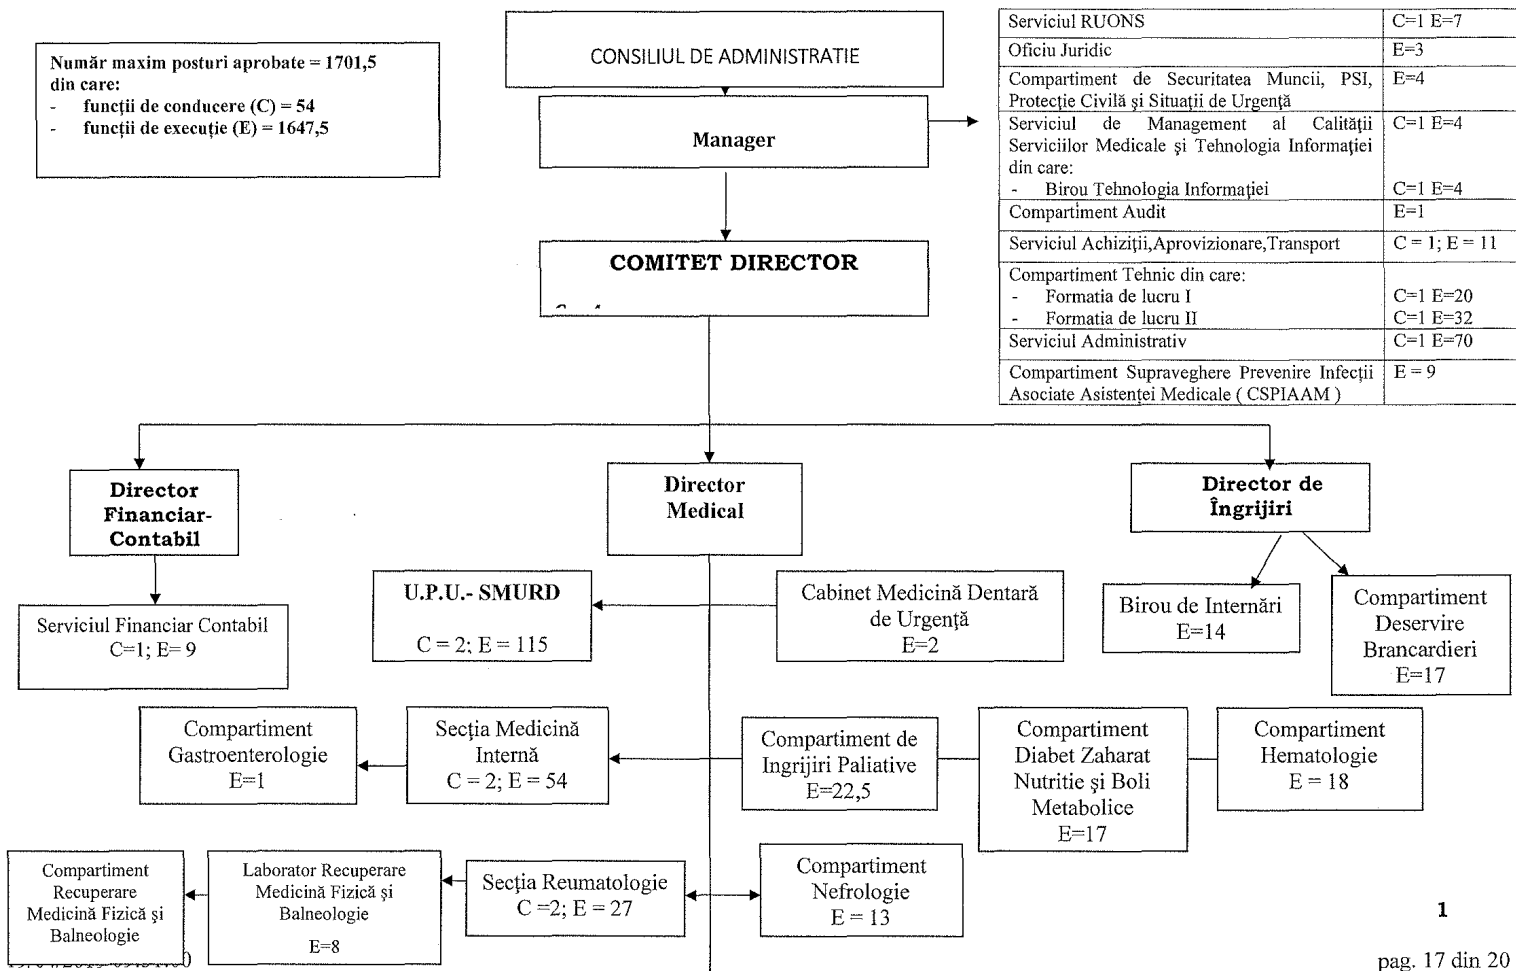 Număr maxim posturi aprobate = 1701,5
din care:
- funcții de conducere (C) = 54
- funcții de execuție (E) = 1647,5
CONSILIUL DE ADMINISTRATIE
Manager
COMITET DIRECTOR
Serviciul RUONS C=1 E=7
Oficiu Juridic E=3
Compartiment de Securitatea Muncii, PSI, E=4
Protecție Civilă și Situații de Urgență
Serviciul de Management al Calității C=1 E=4
Serviciilor Medicale și Tehnologia Informației
din care:
- Birou Tehnologia Informației C=1 E=4
Compartiment Audit E=1
Serviciul Achiziții,Aprovizionare,Transport C = 1; E = 11
Compartiment Tehnic din care:
- Formatia de lucru I C=1 E=20
- Formatia de lucru II C=1 E=32
Serviciul Administrativ C=1 E=70
Compartiment Supraveghere Prevenire Infecții E = 9
Asociate Asistenței Medicale ( CSPIAAM )
Director
Financiar-
Contabil
Director
Medical
Director de
Îngrijiri
Serviciul Financiar Contabil
C=1; E= 9
U.P.U.- SMURD
C = 2; E = 115
Cabinet Medicină Dentară
de Urgență
E=2
Birou de Internări
E=14
Compartiment
Deservire
Brancardieri
E=17
Compartiment
Gastroenterologie
E=1
Secția Medicină
Internă
C = 2; E = 54
Compartiment de
Ingrijiri Paliative
E=22,5
Compartiment
Diabet Zaharat
Nutritie și Boli
Metabolice
E=17
Compartiment
Hematologie
E = 18
Compartiment
Recuperare
Medicină Fizică și
Balneologie
Laborator Recuperare
Medicină Fizică și
Balneologie
E=8
Secția Reumatologie
C =2; E = 27
Compartiment
Nefrologie
E = 13
1
pag. 17 din 20